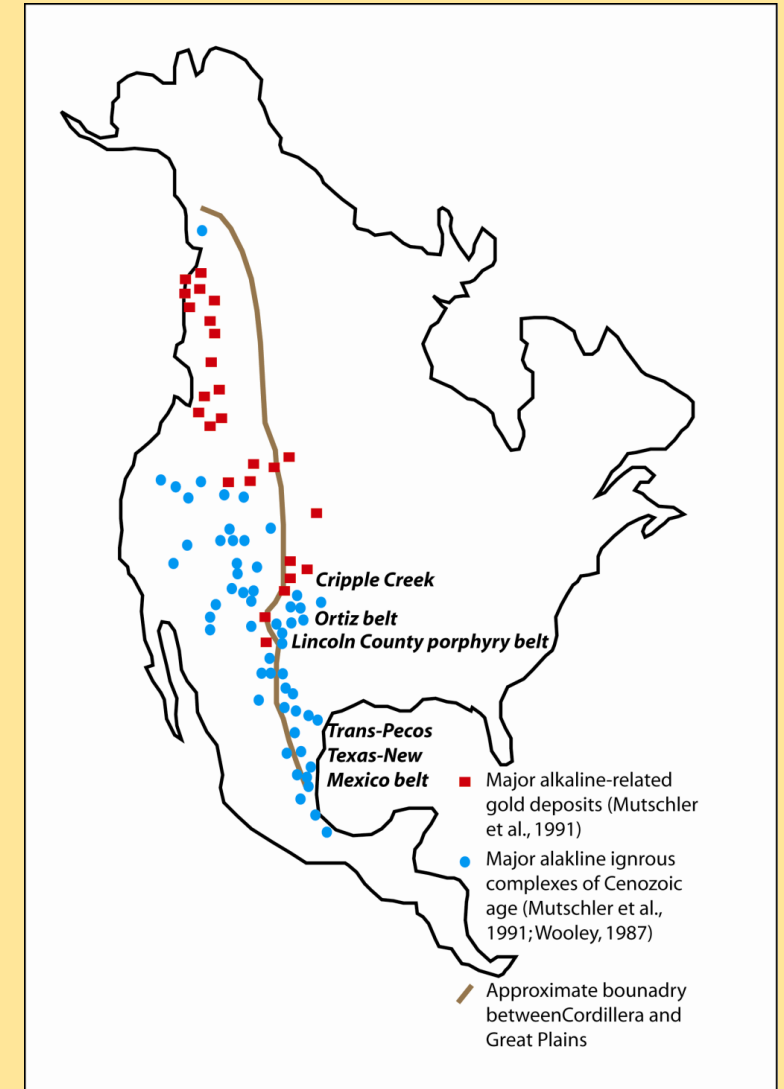 Cripple Creek
Ortiz belt
Lincoln County porphyry belt
Trans-Pecos
Texas-New
Mexico belt
Major alkaline-related
gold deposits (Mutschler
et al., 1991)
Major alakline ignrous
complexes of Cenozoic
age (Mutschler et al.,
1991;Wooley, 1987)
Approximate bounadry
betweenCordillera and
Great Plains